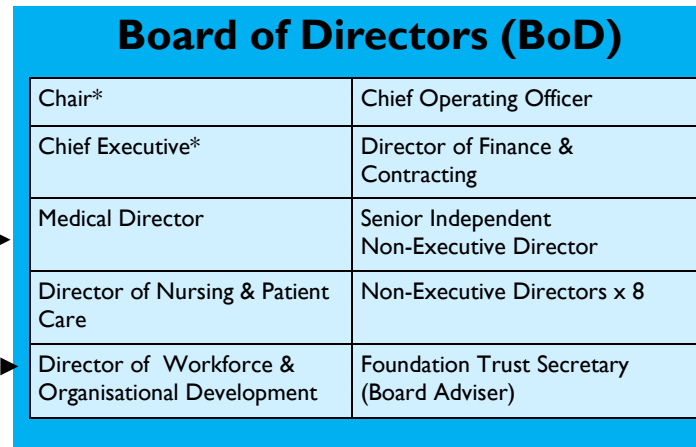 Board of Directors (BoD)
Chair*
Chief Operating Officer
Chief Executive*
Director of Finance &
Contracting
Medical Director
Senior Independent
Non-Executive Director
Director of Nursing & Patient
Care
Non-Executive Directors x 8
Director of Workforce &
Organisational Development
Foundation Trust Secretary
(Board Adviser)